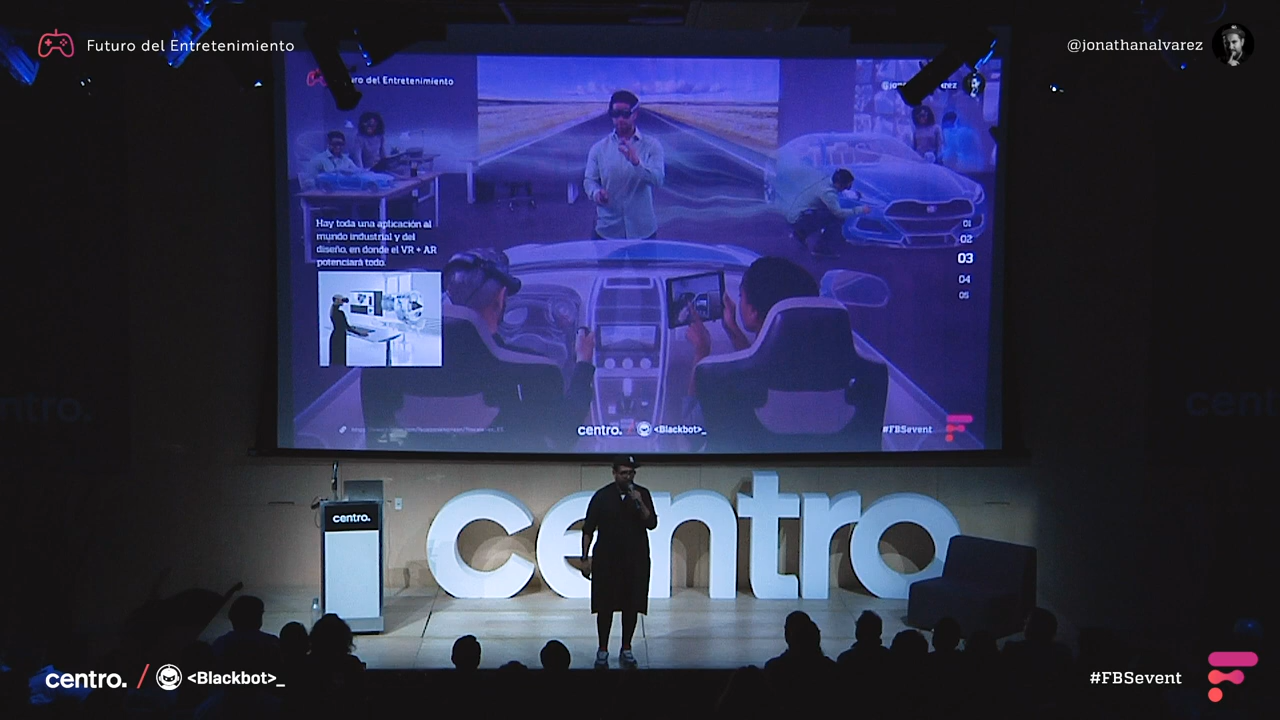 Futuro del Entretenimiento
@jonathanalvarez
del Entretenimiento
Hay toda una aplicación al
mundo industrial y del
diseño, en donde el VR + AR
potenciará todo.
01
02
03
04
05
centro.
<Blackbot>_
#FBSevent
centro.
centro
centro. / <Blackbot>_
#FBSevent